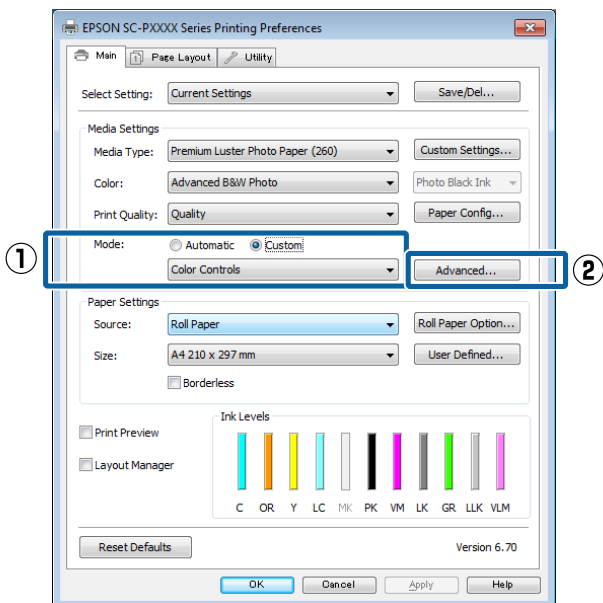 EPSON SC-PXXXX Series Printing Preferences
Main Page Layout Utility
Select Setting: Current Settings Save/Del...
Media Settings
Media Type: Premium Luster Photo Paper (260) Custom Settings...
Color: Advanced B&W Photo Photo Black Ink
Print Quality: Quality Paper Config...
Mode: Automatic Custom
① Color Controls Advanced... ②
Paper Settings
Source: Roll Paper Roll Paper Option...
Size: A4 210 x 297 mm User Defined...
Borderless
Ink Levels
Print Preview
Layout Manager
C OR Y LC MK PK VM LK GR LLK VLM
Reset Defaults Version 6.70
OK Cancel Apply Help